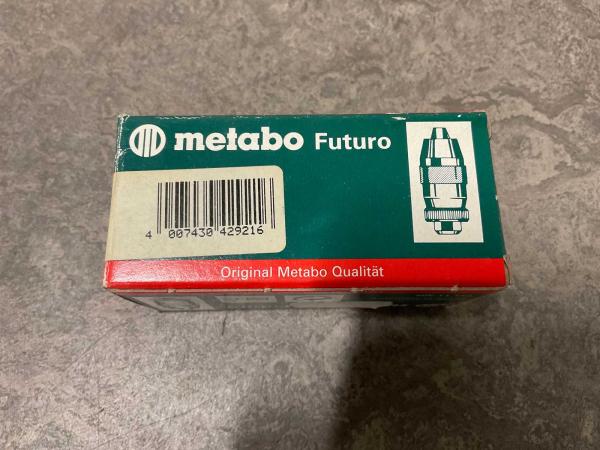 metabo Futuro
4 007430 429216
Original Metabo Qualität